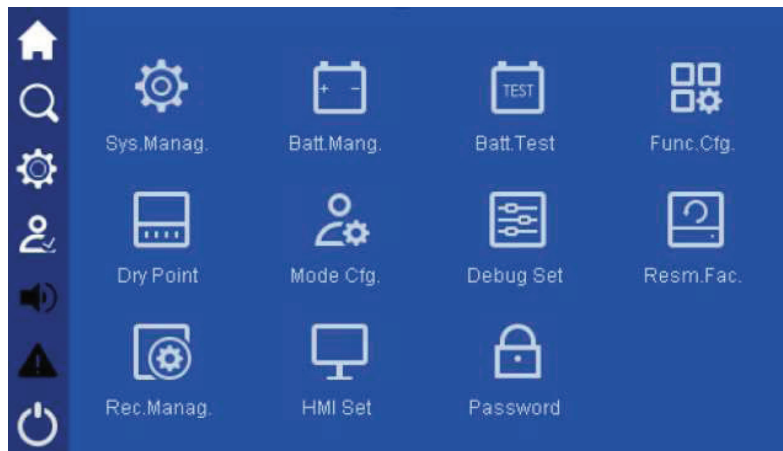 TEST
Sys.Manag. Batt.Mang. Batt.Test Func.Cfg.
Dry Point Mode Cfg. Debug Set Resm.Fac.
Rec.Manag. HMI Set Password